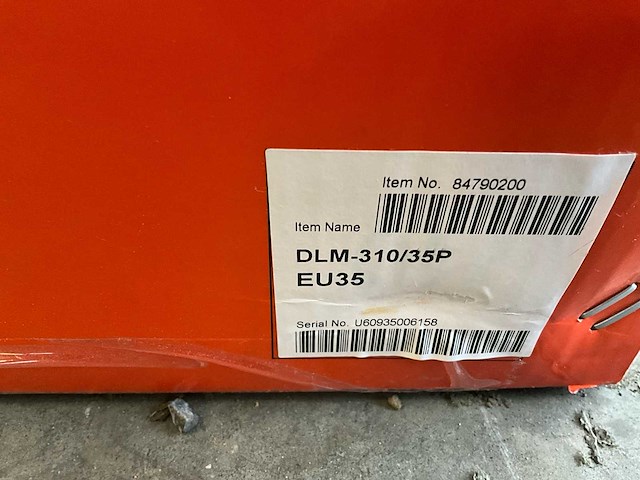 Item No. 84790200
Item Name
DLM-310/35P
EU35
Serial No. U60935006158